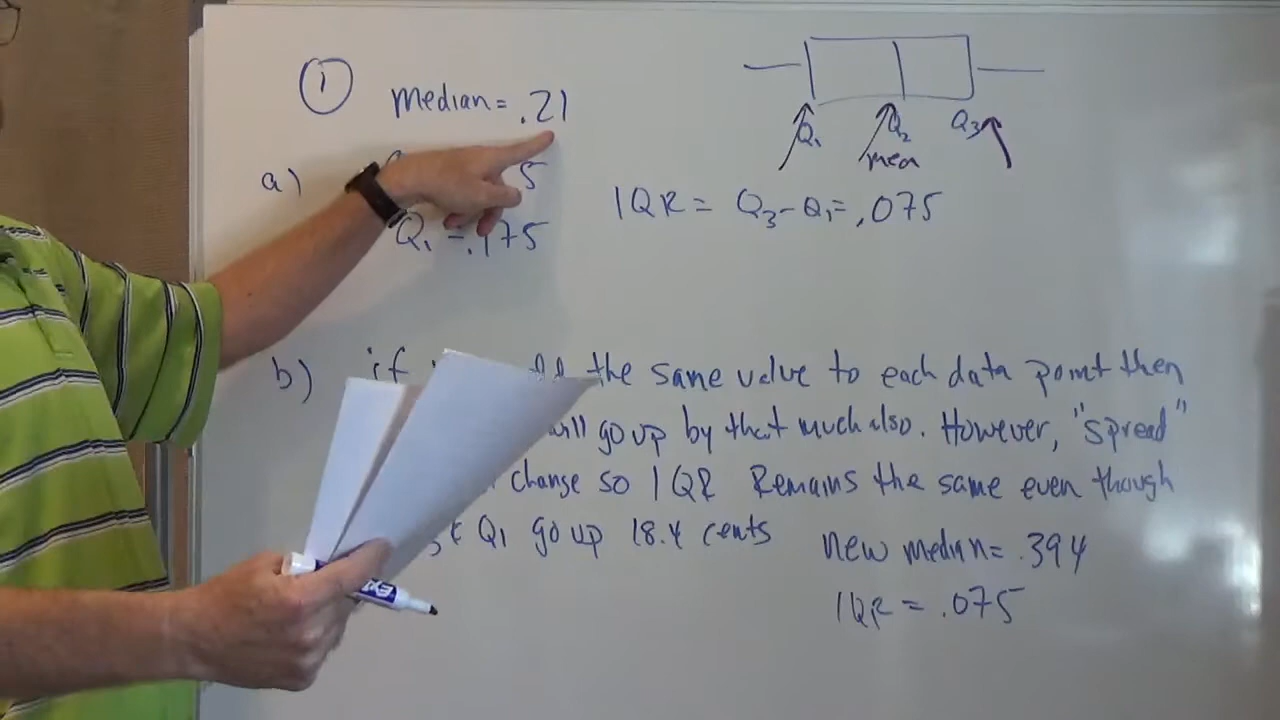 1
median = .21
a)
5
Q1 = .175
Q1 Q2 Q3
mea
IQR = Q3 - Q1 = .075
b) if the same value to each data point then
will go up by that much also. However, "spread"
change so IQR Remains the same even though
& Q1 go up 18.4 cents
new median = .394
IQR = .075